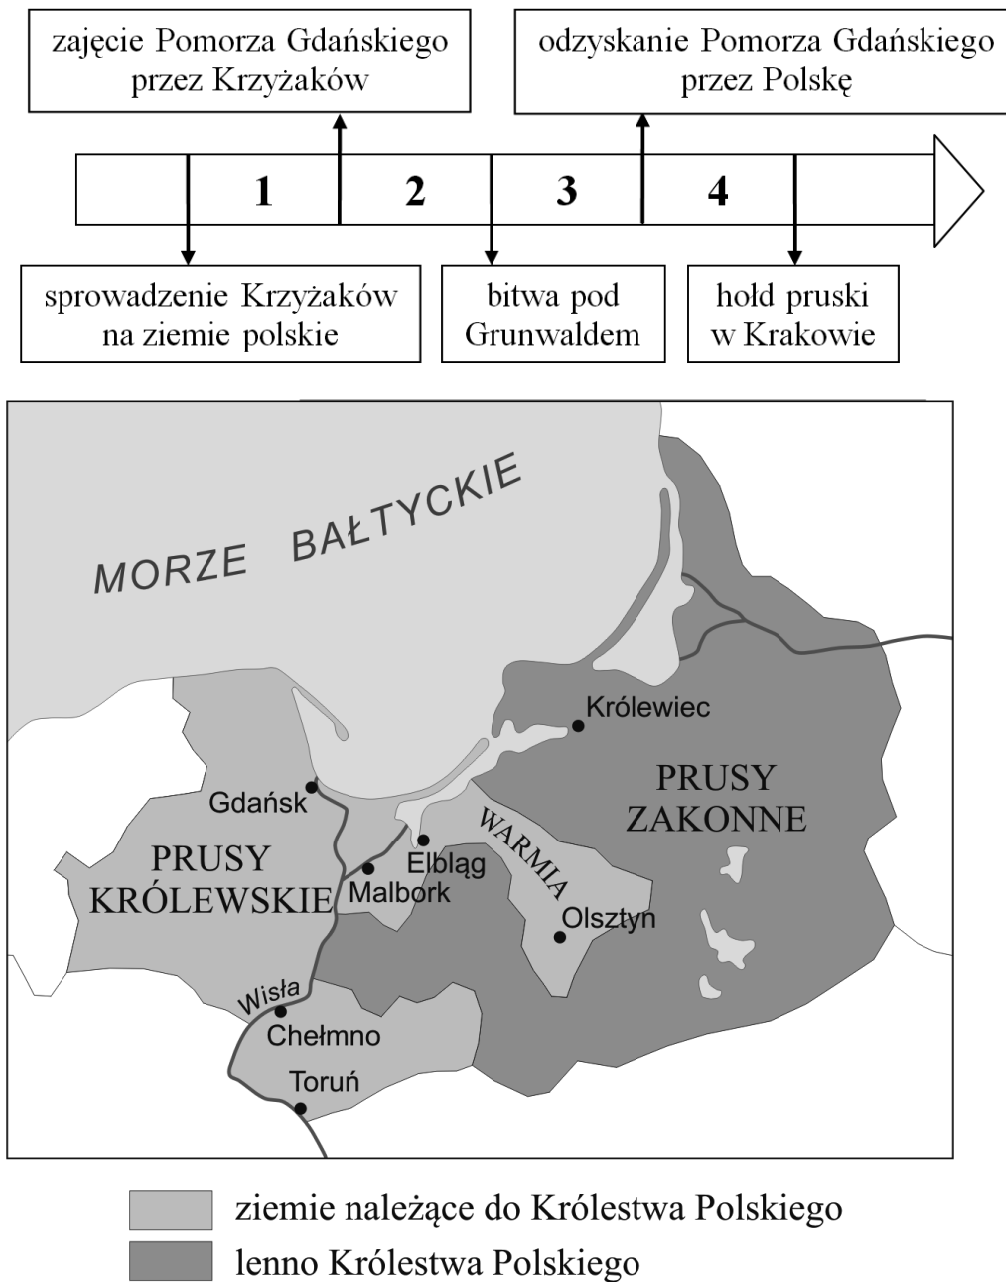 zajęcie Pomorza Gdańskiego
przez Krzyżaków
odzyskanie Pomorza Gdańskiego
przez Polskę
1
2
3
4
sprowadzenie Krzyżaków
na ziemie polskie
bitwa pod
Grunwaldem
hołd pruski
w Krakowie
MORZE BAŁTYCKIE
Królewiec
Gdańsk
PRUSY
ZAKONNE
WARMIA
PRUSY
KRÓLEWSKIE
Elbląg
Malbork
Olsztyn
Wisła
Chełmno
Toruń
ziemie należące do Królestwa Polskiego
lenno Królestwa Polskiego